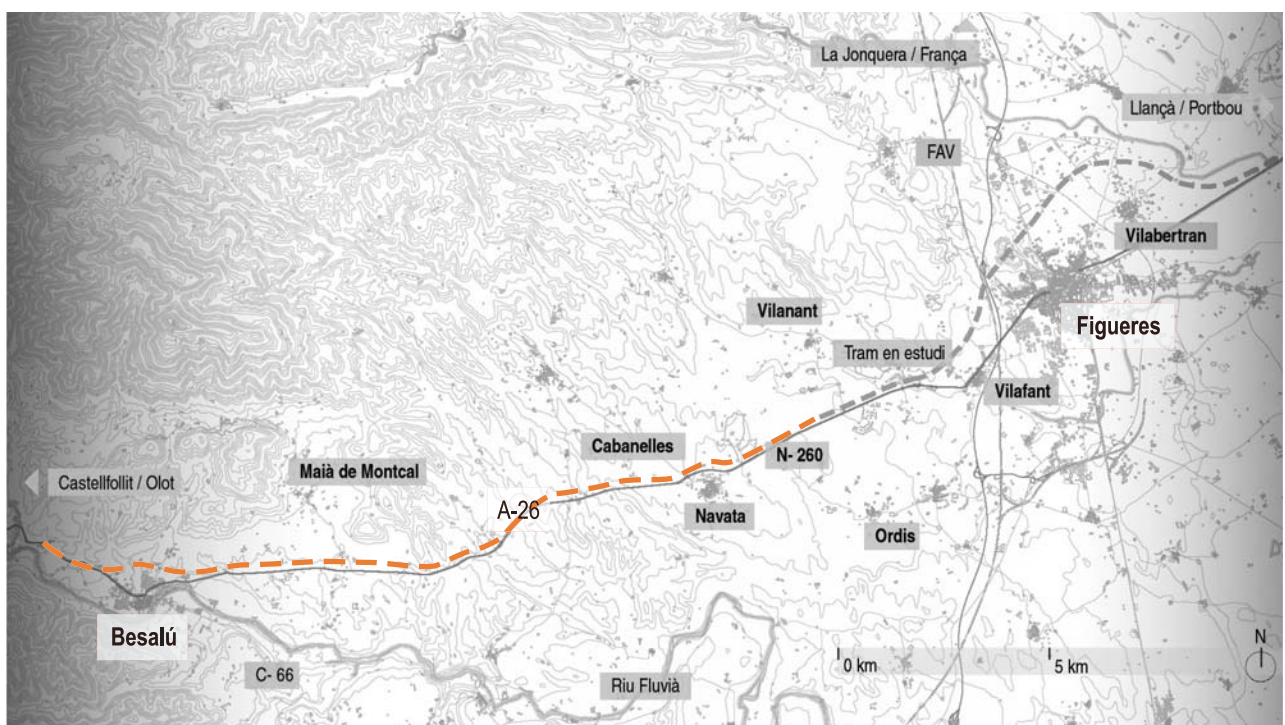 La Jonquera / França
Llançà / Portbou
FAV
Vilabertran
Vilanant
Figueres
Tram en estudi
Vilafant
Cabanelles
N- 260
Maià de Montcal
Castellfollit / Olot
A-26
Navata
Ordis
Besalú
N
0 km
5 km
C- 66
Riu Fluvià